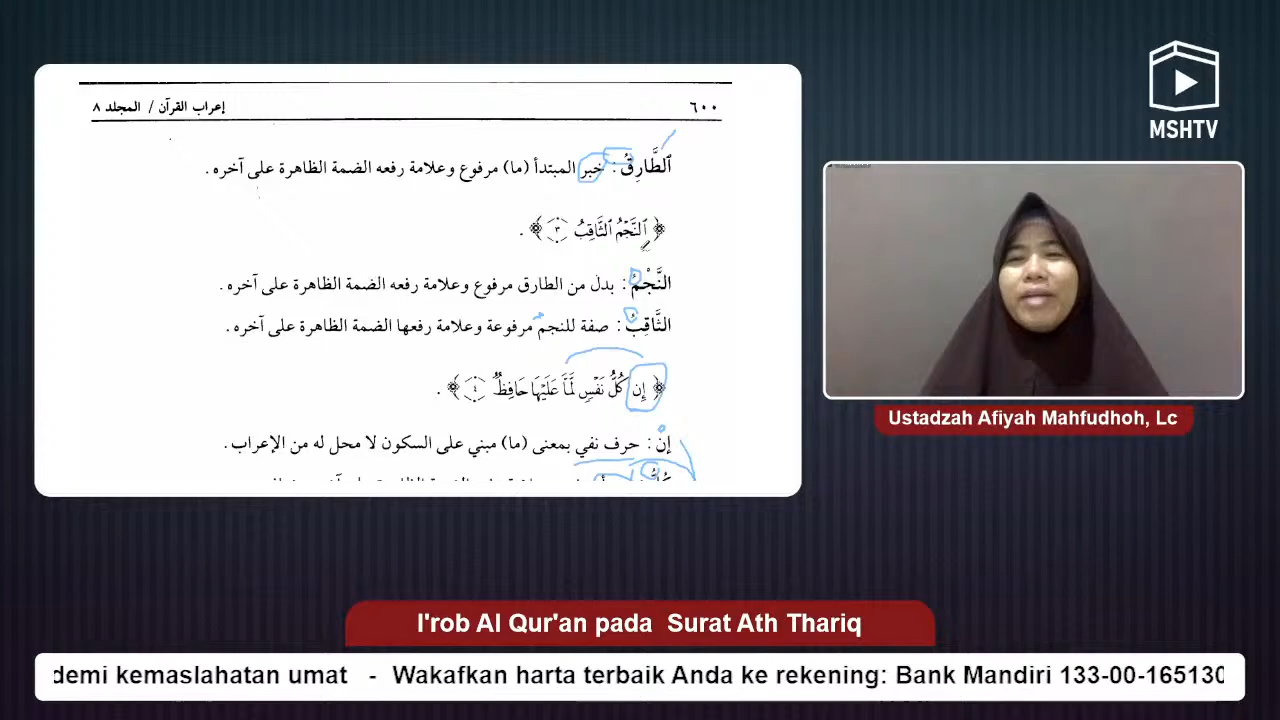 إعراب القرآن / المجلد ٨
٦٠٠
ٱلطَّارِقُ : خبر المبتدأ (ما) مرفوع وعلامة رفعه الضمة الظاهرة على آخره .
﴿ ٱلنَّجْمُ ٱلثَّاقِبُ ٣ ﴾ .
النَّجْمُ : بدل من الطارق مرفوع وعلامة رفعه الضمة الظاهرة على آخره .
الثَّاقِبُ : صفة للنجم مرفوعة وعلامة رفعها الضمة الظاهرة على آخره .
﴿ إِن كُلُّ نَفْسٍ لَّمَّا عَلَيْهَا حَافِظٌ ٤ ﴾ .
إن : حرف نفي بمعنى (ما) مبني على السكون لا محل له من الإعراب .
MSHTV
Ustadzah Afiyah Mahfudhoh, Lc
I'rob Al Qur'an pada Surat Ath Thariq
demi kemaslahatan umat - Wakafkan harta terbaik Anda ke rekening: Bank Mandiri 133-00-165130